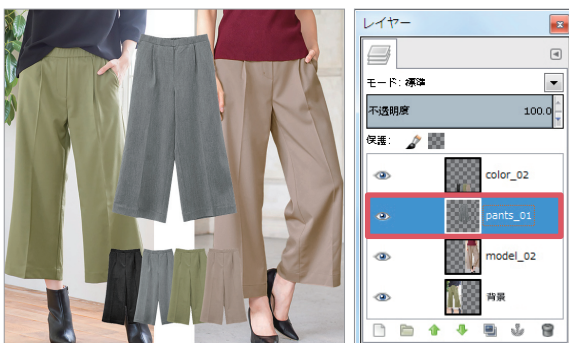 レイヤー
モード: 標準
不透明度 100.0
保護:
color_02
pants_01
model_02
背景